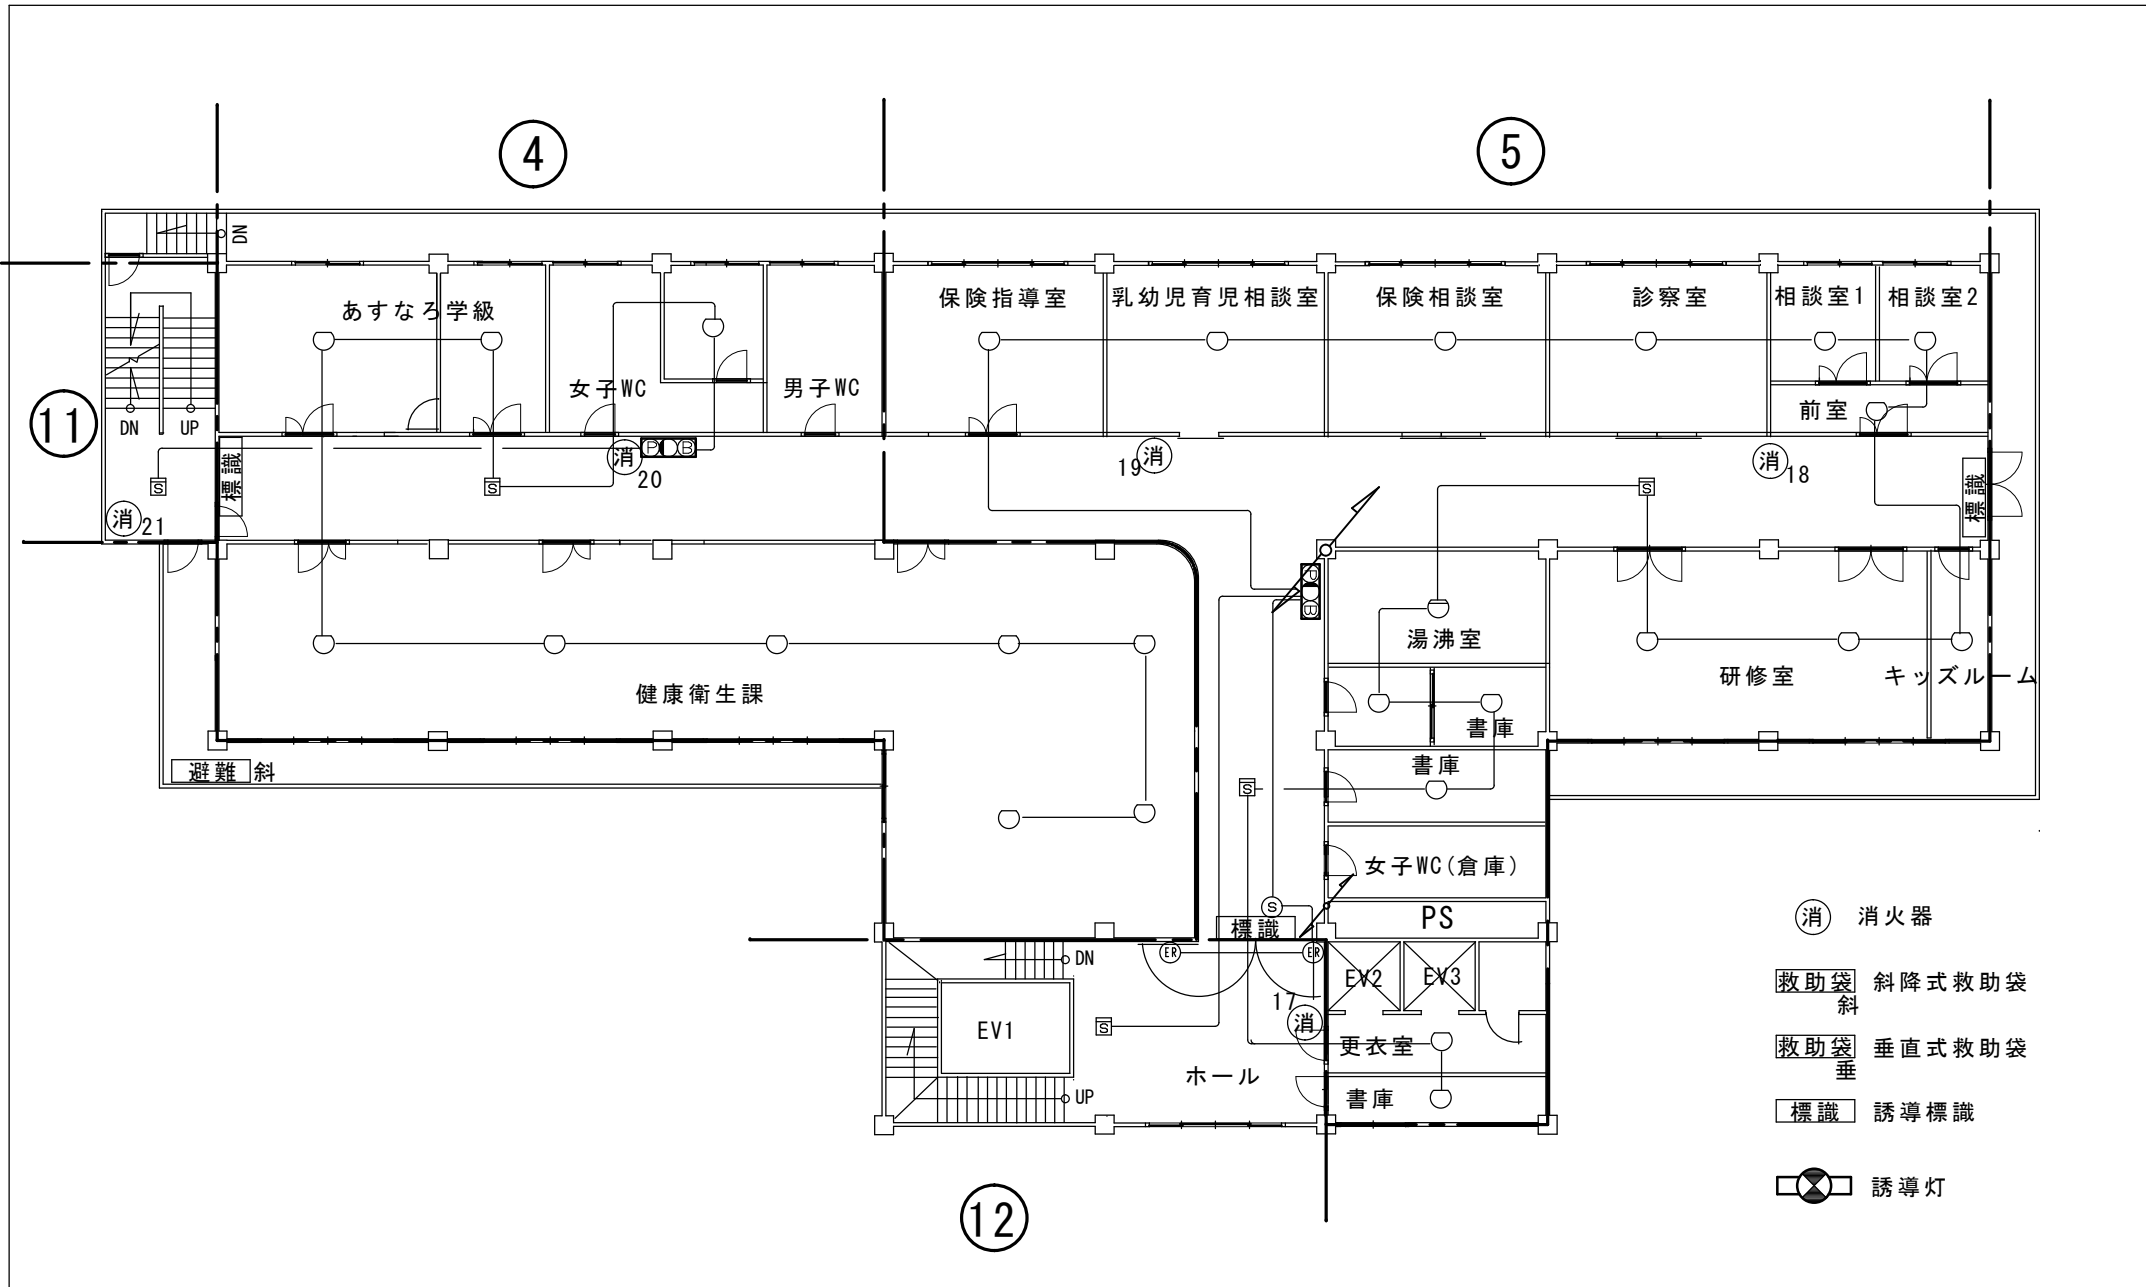 4
5
DN
あすなろ学級
保険指導室
乳幼児育児相談室
保険相談室
診察室
相談室1
相談室2
女子WC
男子WC
前室
11
DN
UP
標識
消
20
P
B
19
消
消
18
標識
S
S
S
消
21
P
B
湯沸室
健康衛生課
研修室
キッズルーム
書庫
避難
斜
書庫
S
女子WC(倉庫)
S
標識
PS
消
消火器
ER
ER
DN
EV2
EV3
救助袋
斜降式救助袋
斜
17
消
EV1
S
更衣室
救助袋
垂直式救助袋
垂
ホール
UP
書庫
標識
誘導標識
誘導灯
12